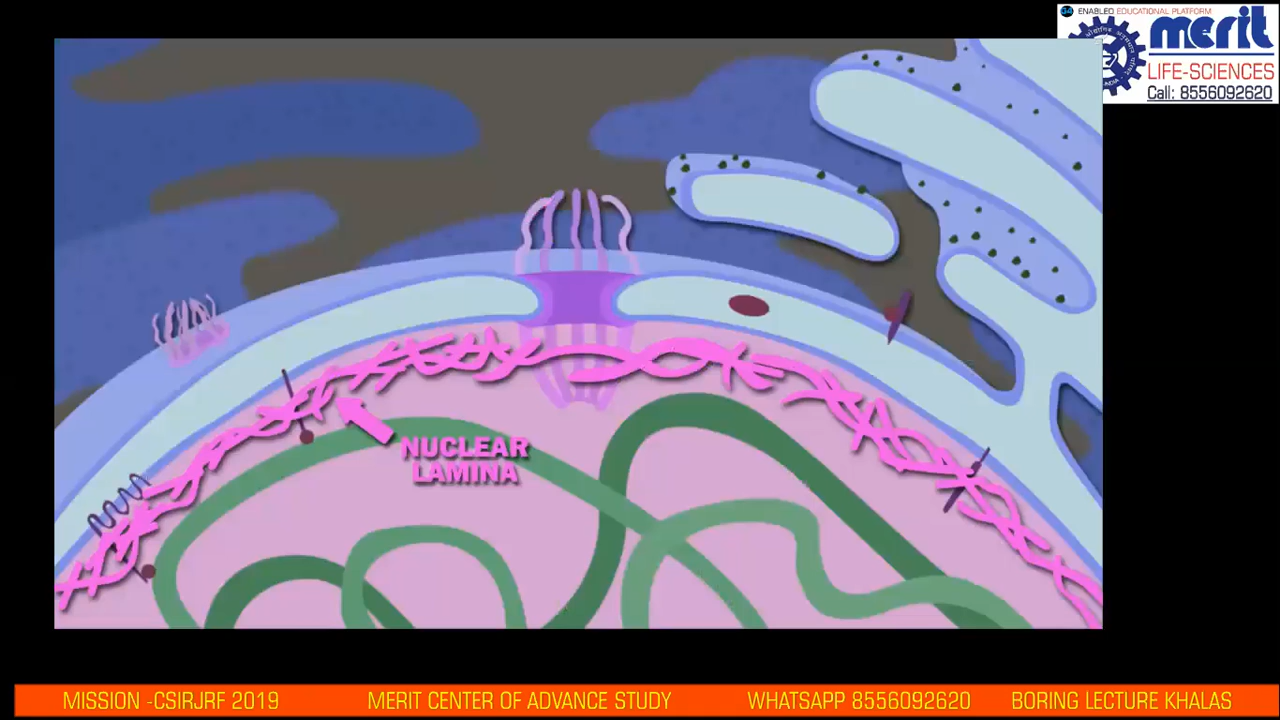 ENABLED EDUCATIONAL PLATFORM
merit
LIFE-SCIENCES
Call: 8556092620
NUCLEAR
LAMINA
MISSION -CSIRJRF 2019 MERIT CENTER OF ADVANCE STUDY WHATSAPP 8556092620 BORING LECTURE KHALAS